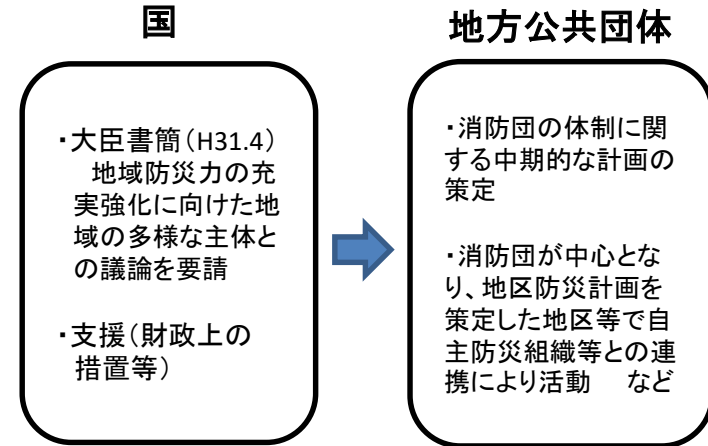 国
・大臣書簡（H31.4）
地域防災力の充
実強化に向けた地
域の多様な主体と
の議論を要請
・支援（財政上の
措置等）
地方公共団体
・消防団の体制に関
する中期的な計画の
策定
・消防団が中心とな
り、地区防災計画を
策定した地区等で自
主防災組織等との連
携により活動　など